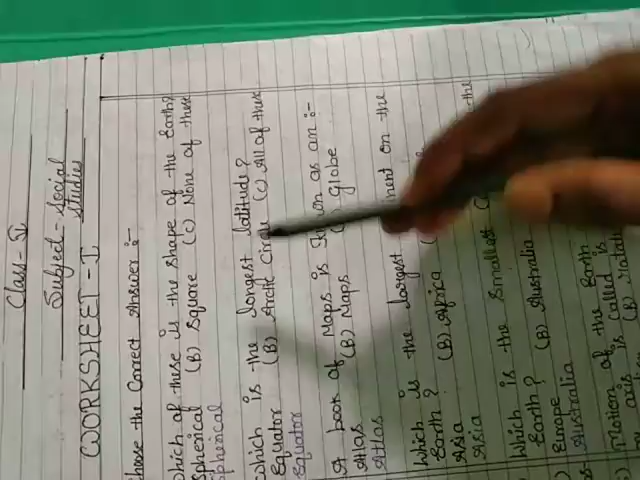 Class-V
Subject-Social
Studies
WORKSHEET-I
Choose the Correct Answer:-
Which of these is the shape of the Earth?
Spherical (B) Square (C) None of these
Spherical
Which is the longest latitude?
Equator (B) Arctic Circle (C) All of these
Equator
A book of Maps is known as an:-
Atlas (B) Maps Globe
Atlas
Which is the largest on the
Earth? (B) Africa
Asia
Asia
Which is the Smallest the
Earth? (B) Australia
Europe
Australia
Motion of the Earth
axis is called